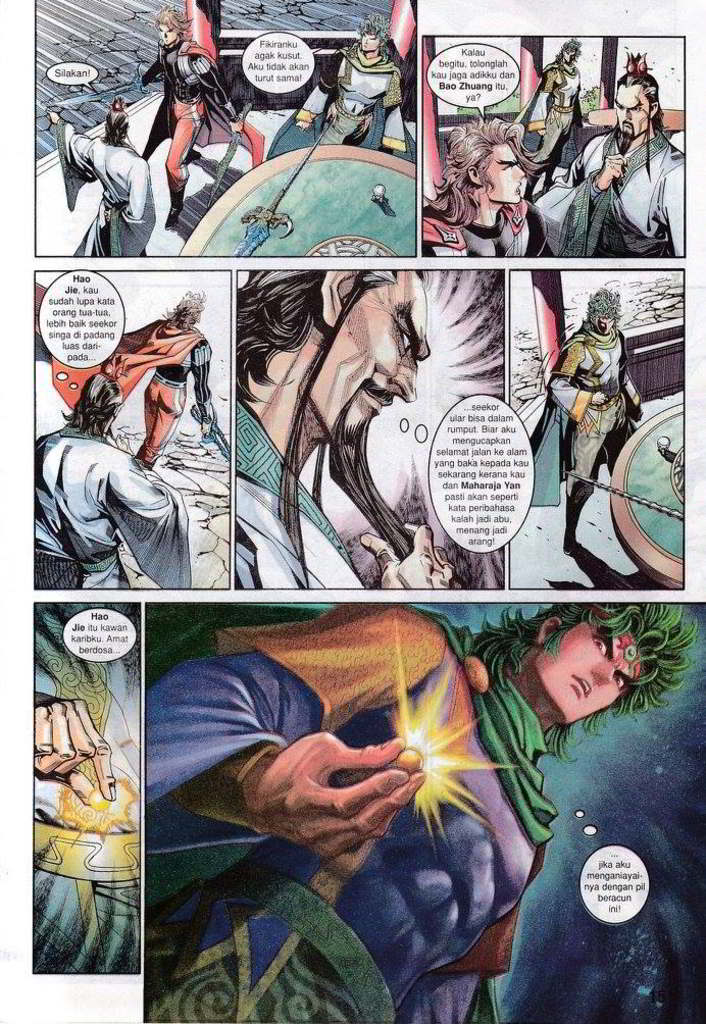 Silakan!
Fikiranku
agak kusut.
Aku tidak akan
turut sama!
Kalau
begitu, tolonglah
kau jaga adikku dan
Bao Zhuang itu,
ya?
Hao
Jie, kau
sudah lupa kata
orang tua-tua,
lebih baik seekor
singa di padang
luas dari-
pada...
...seekor
ular bisa dalam
rumput. Biar aku
mengucapkan
selamat jalan ke alam
yang baka kepada kau
sekarang kerana kau
dan Maharaja Yan
pasti akan seperti
kata peribahasa
kalah jadi abu,
menang jadi
arang!
Hao
Jie itu kawan
karibku. Amat
berdosa...
...
jika aku
menganiayai-
nya dengan pil
beracun
ini!
15